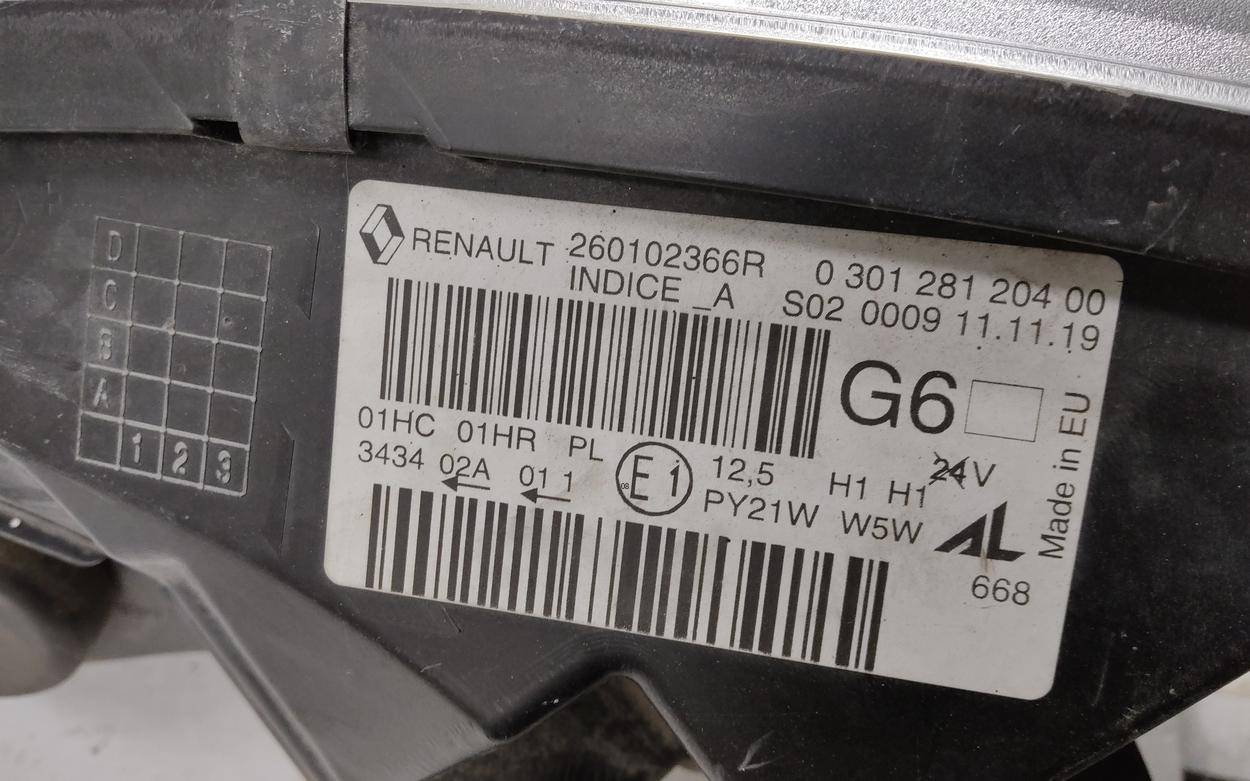 D
C
B
A
1 2 3
RENAULT 260102366R 0 301 281 204 00
INDICE _A S02 0009 11.11.19
G6
01HC 01HR PL
3434 02A 01 1
08 E1
12,5 H1 H1 24V
PY21W W5W
AL
668
Made in EU